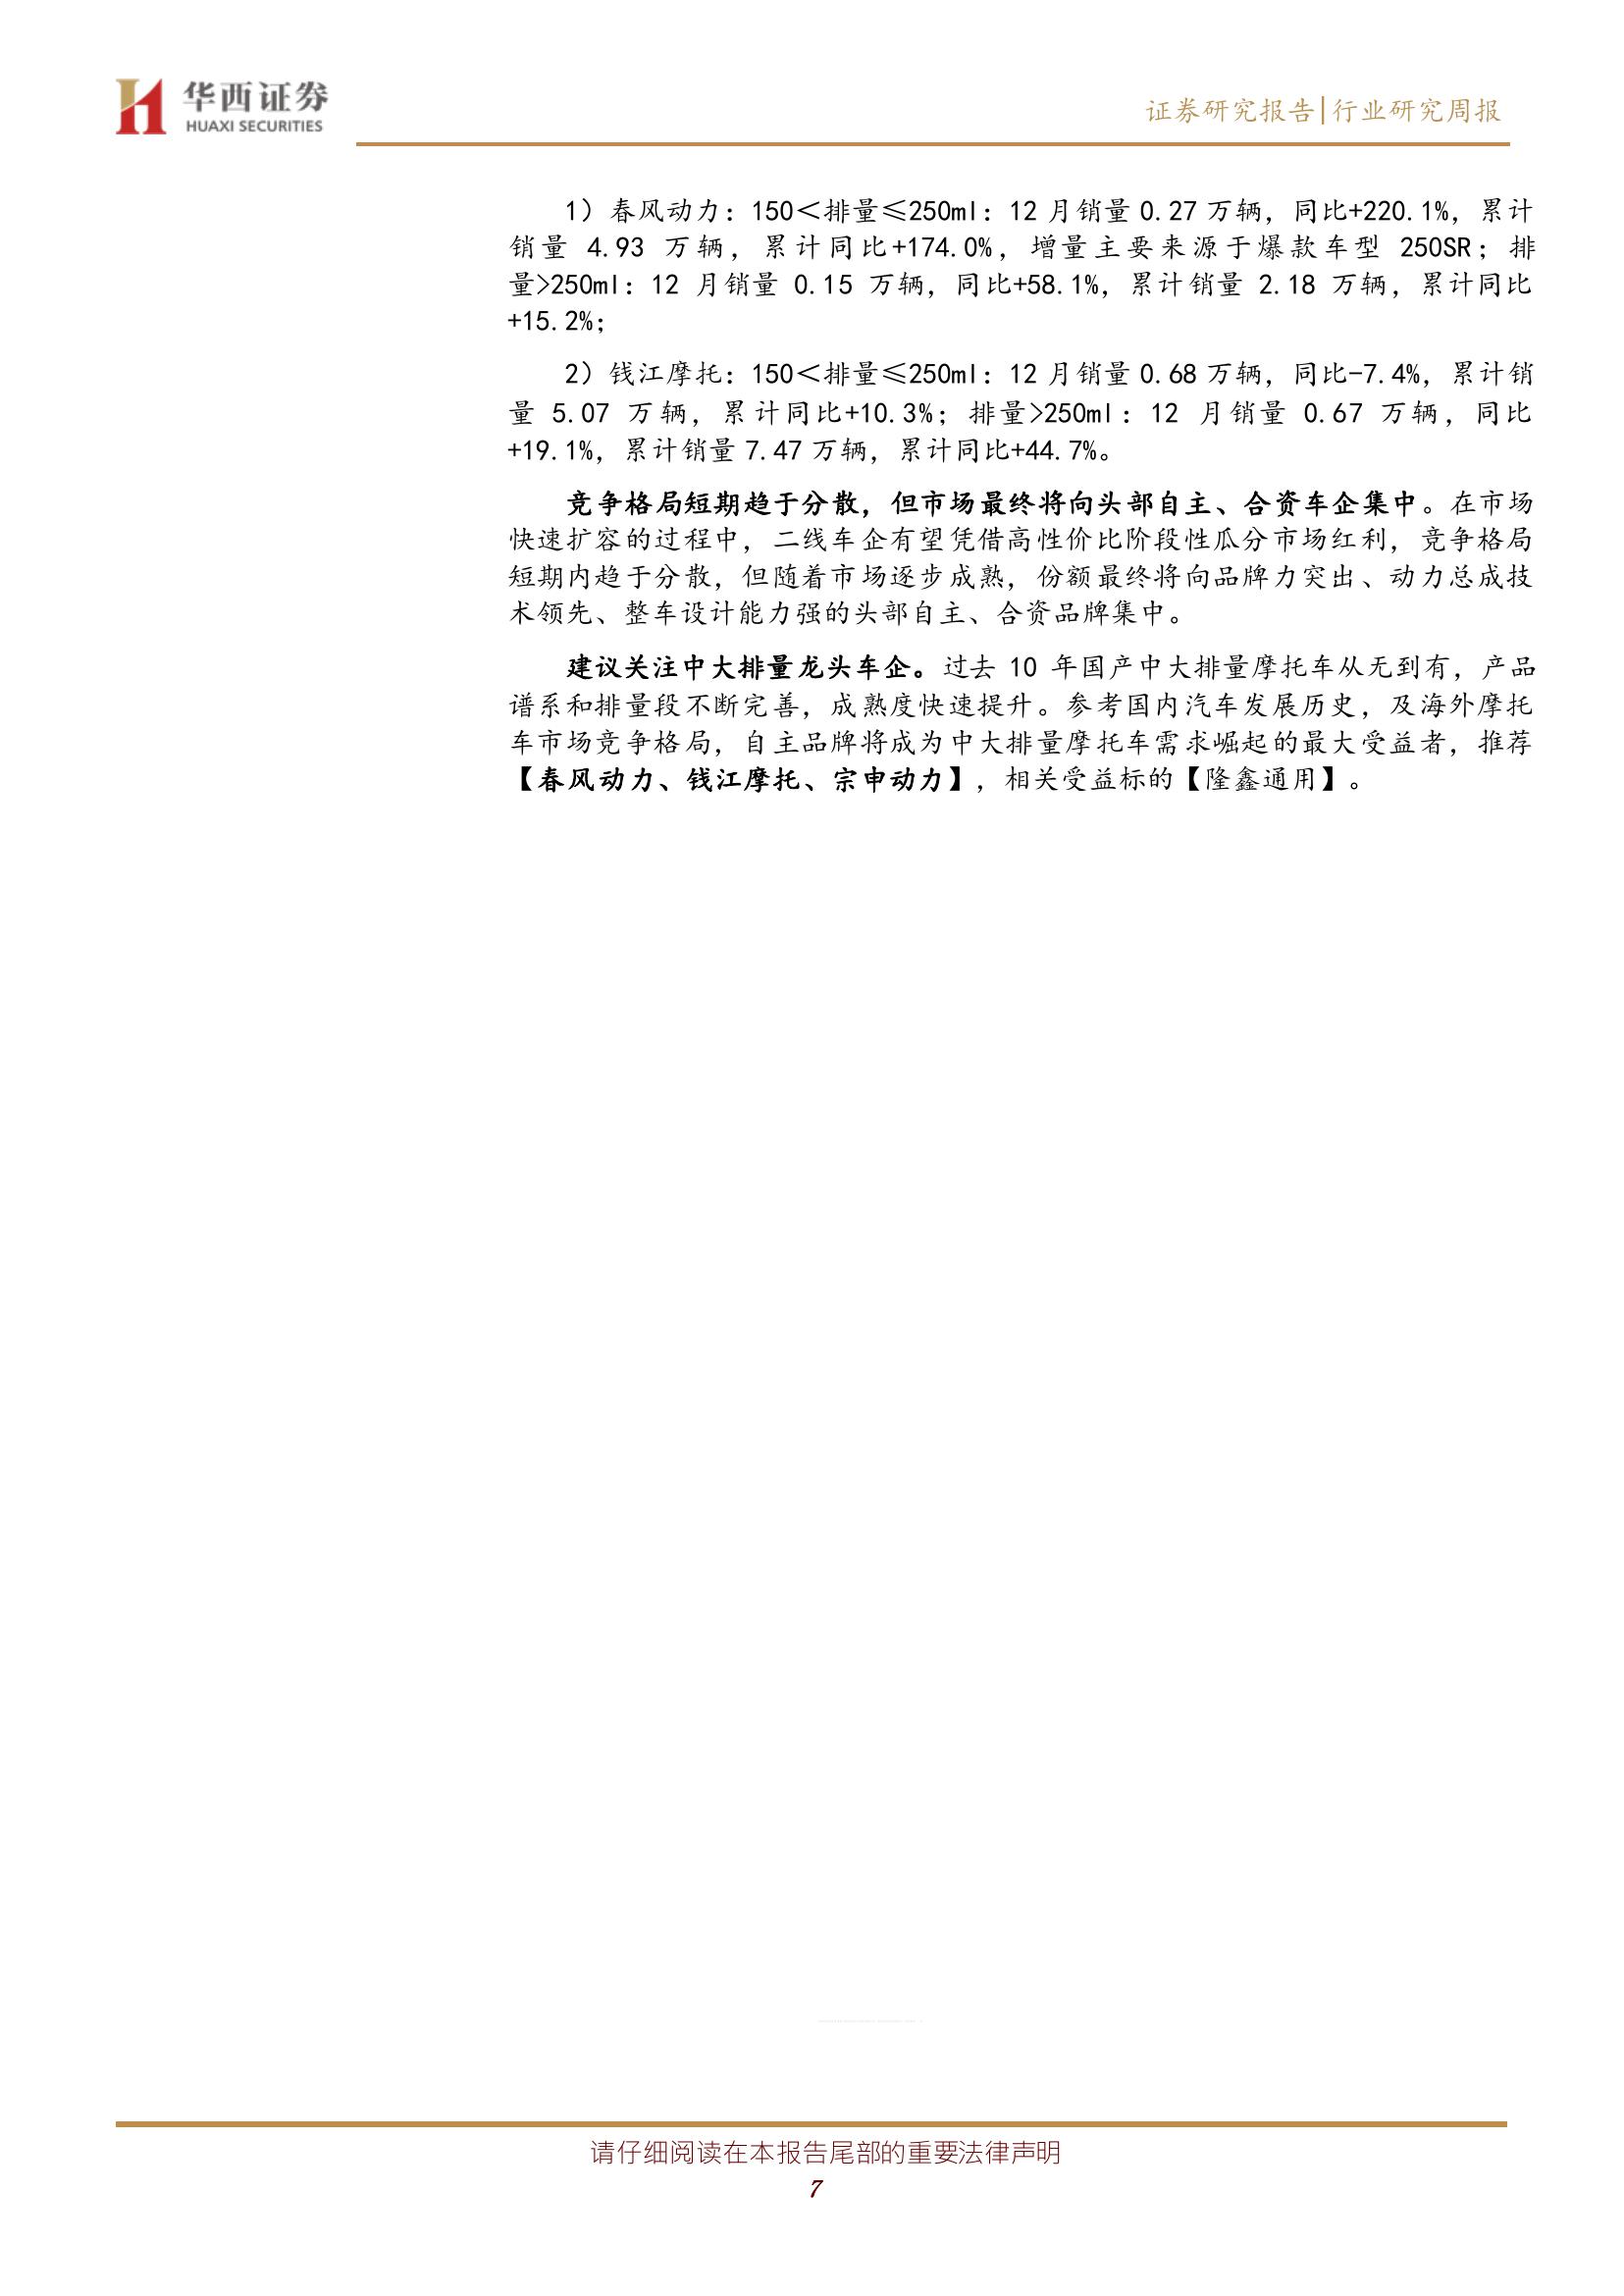 华西证券
HUAXI SECURITIES
证券研究报告|行业研究周报
1）春风动力：150＜排量≤250ml：12 月销量 0.27 万辆，同比+220.1%，累计
销量 4.93 万辆，累计同比+174.0%，增量主要来源于爆款车型 250SR；排
量>250ml：12 月销量 0.15 万辆，同比+58.1%，累计销量 2.18 万辆，累计同比
+15.2%；
2）钱江摩托：150＜排量≤250ml：12 月销量 0.68 万辆，同比-7.4%，累计销
量 5.07 万辆，累计同比+10.3%；排量>250ml：12 月销量 0.67 万辆，同比
+19.1%，累计销量 7.47 万辆，累计同比+44.7%。
竞争格局短期趋于分散，但市场最终将向头部自主、合资车企集中。在市场
快速扩容的过程中，二线车企有望凭借高性价比阶段性瓜分市场红利，竞争格局
短期内趋于分散，但随着市场逐步成熟，份额最终将向品牌力突出、动力总成技
术领先、整车设计能力强的头部自主、合资品牌集中。
建议关注中大排量龙头车企。过去 10 年国产中大排量摩托车从无到有，产品
谱系和排量段不断完善，成熟度快速提升。参考国内汽车发展历史，及海外摩托
车市场竞争格局，自主品牌将成为中大排量摩托车需求崛起的最大受益者，推荐
【春风动力、钱江摩托、宗申动力】，相关受益标的【隆鑫通用】。
请仔细阅读在本报告尾部的重要法律声明
7